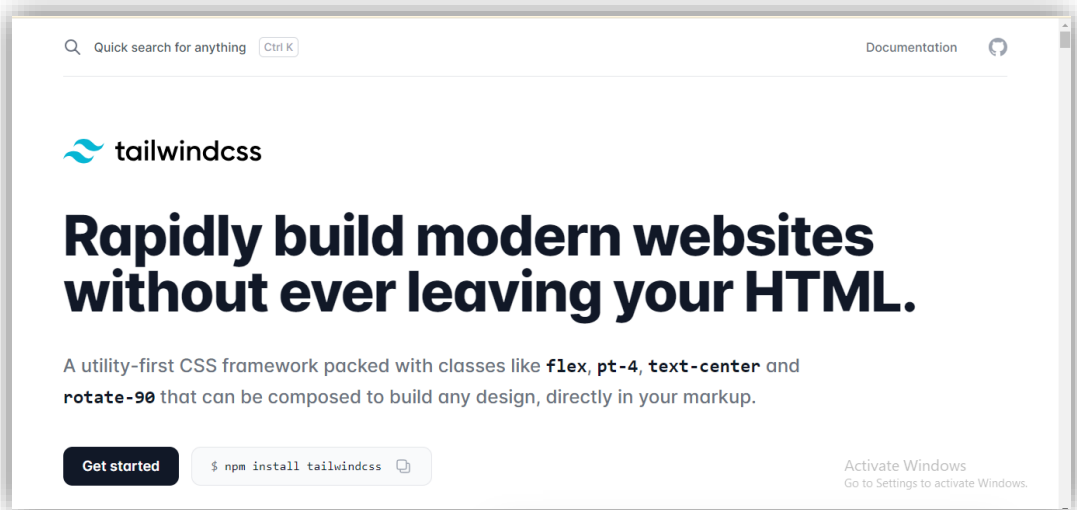 Quick search for anything Ctrl K Documentation
tailwindcss
Rapidly build modern websites
without ever leaving your HTML.
A utility-first CSS framework packed with classes like flex, pt-4, text-center and
rotate-90 that can be composed to build any design, directly in your markup.
Get started $ npm install tailwindcss
Activate Windows
Go to Settings to activate Windows.